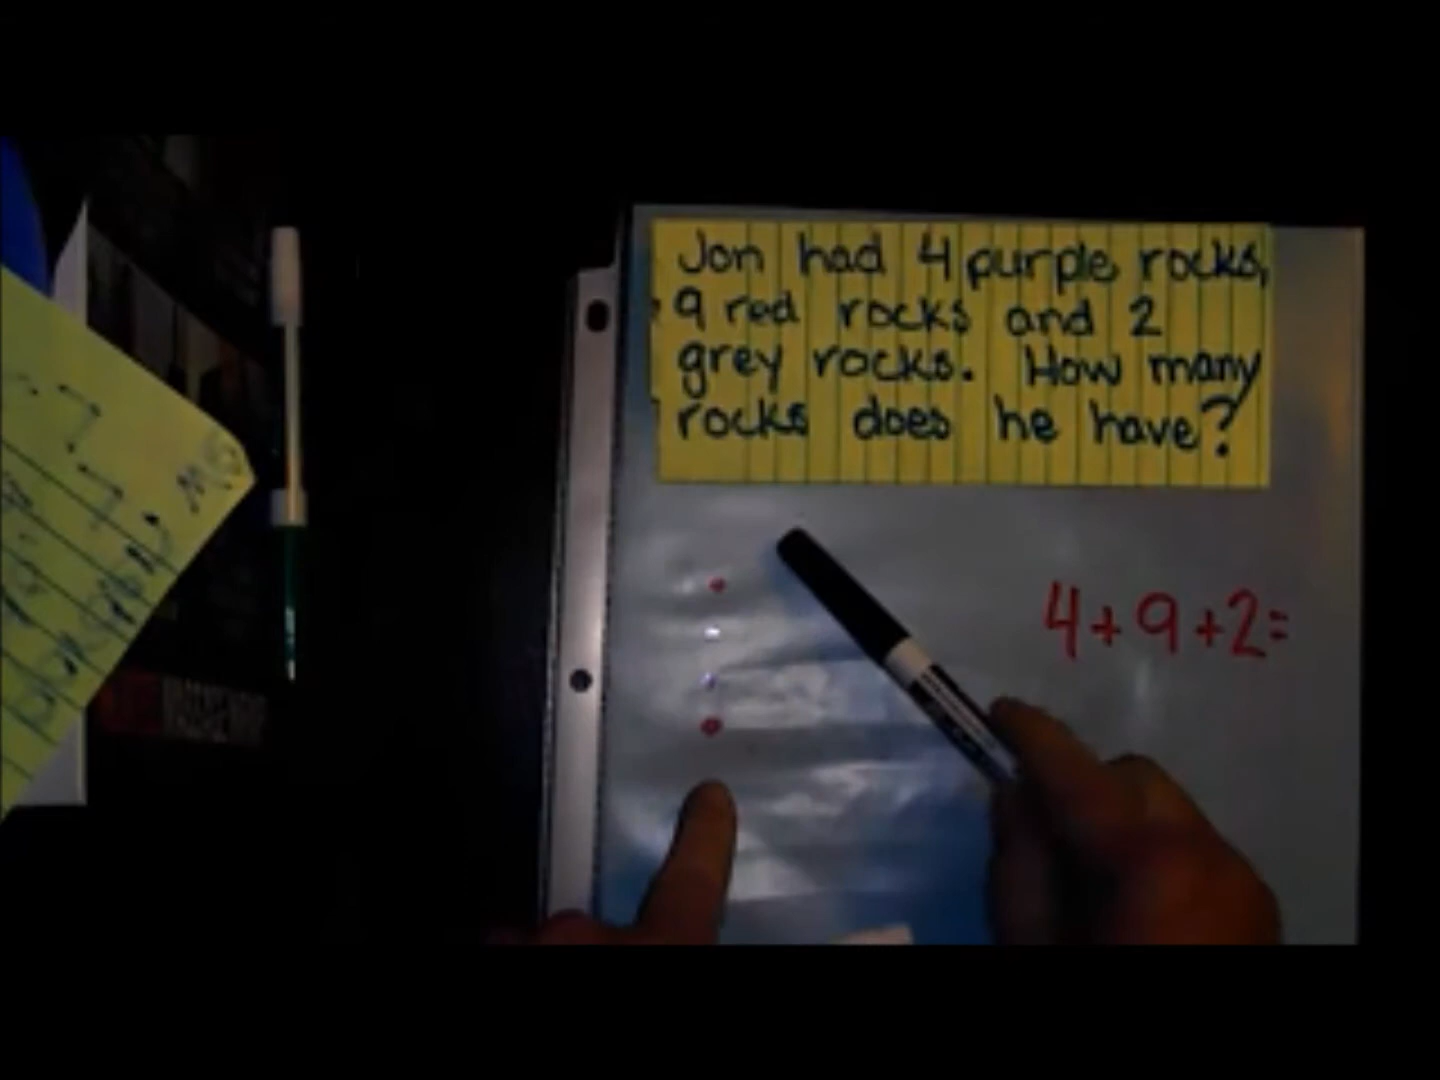 Jon had 4 purple rocks,
9 red rocks and 2
grey rocks. How many
rocks does he have?
4+9+2=